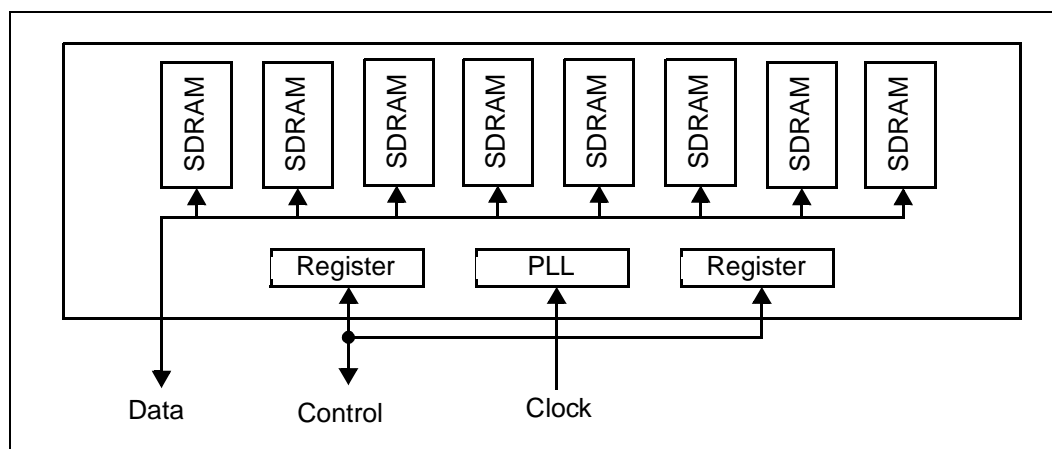 SDRAM
SDRAM
SDRAM
SDRAM
SDRAM
SDRAM
SDRAM
SDRAM
Register
PLL
Register
Data
Control
Clock